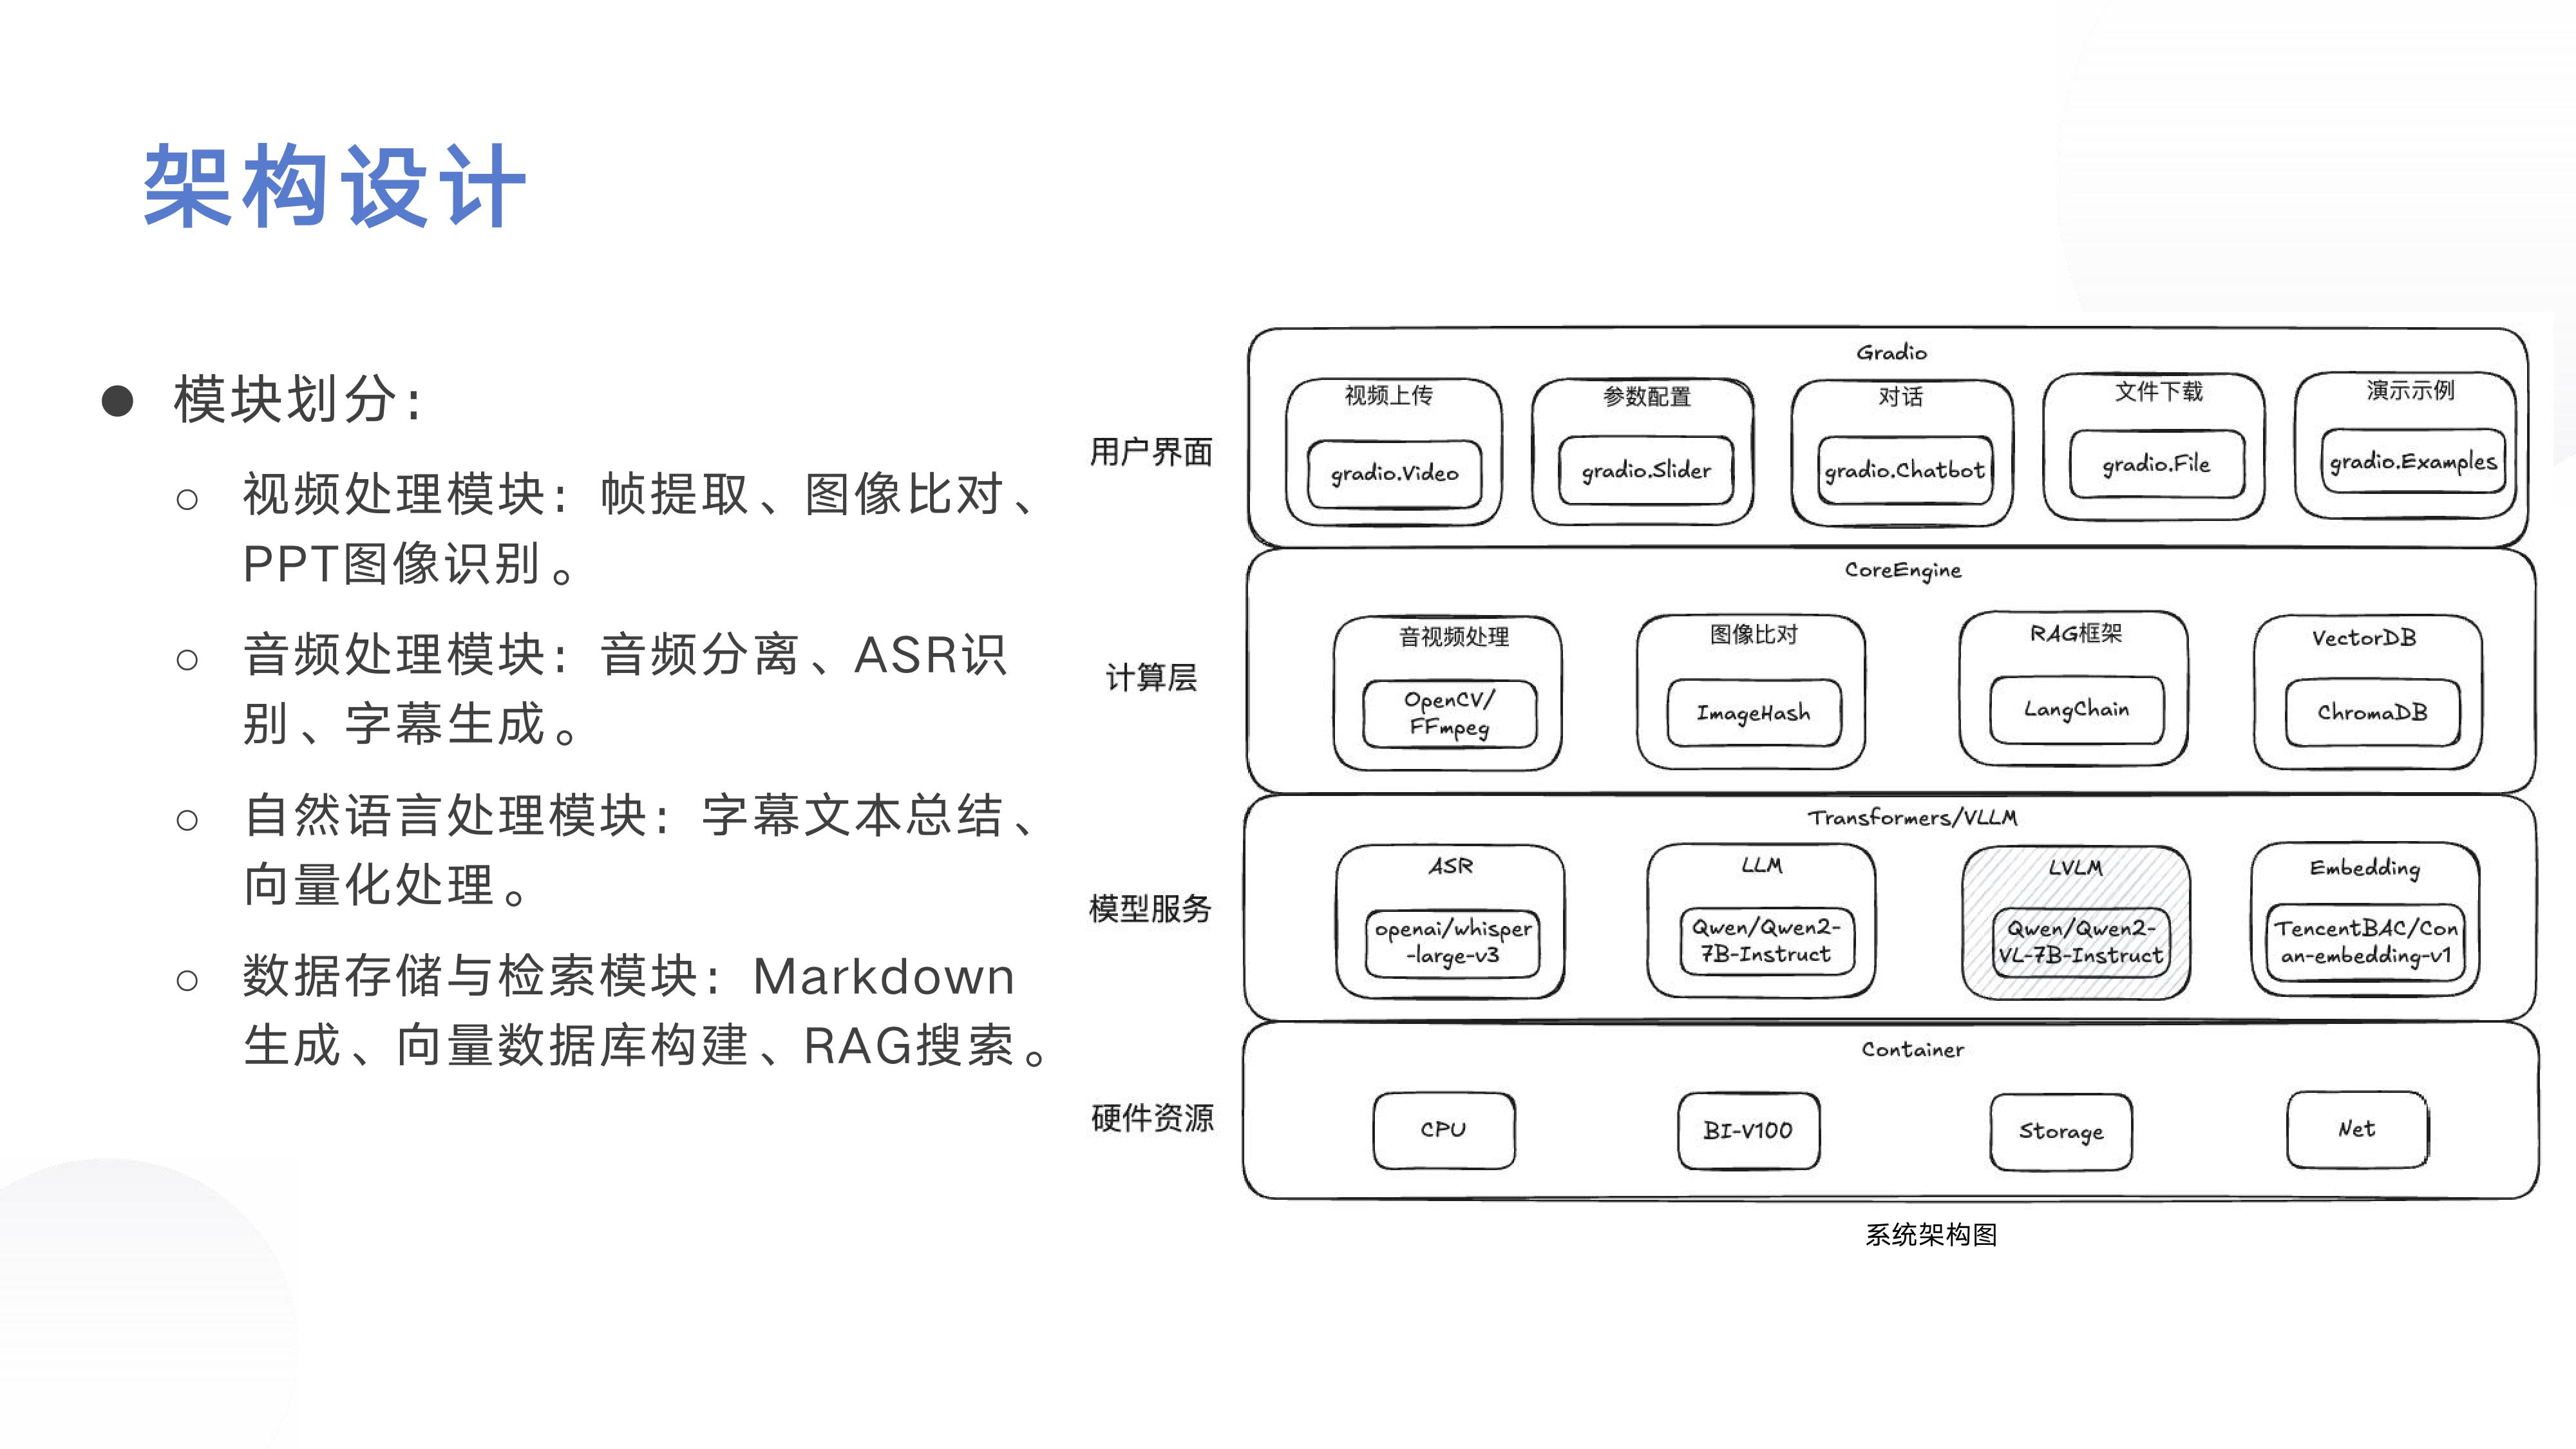 架构设计
模块划分：
视频处理模块：帧提取、图像比对、
PPT图像识别。
音频处理模块：音频分离、ASR识
别、字幕生成。
自然语言处理模块：字幕文本总结、
向量化处理。
数据存储与检索模块：Markdown
生成、向量数据库构建、RAG搜索。
用户界面
Gradio
视频上传
gradio.Video
参数配置
gradio.Slider
对话
gradio.Chatbot
文件下载
gradio.File
演示示例
gradio.Examples
计算层
CoreEngine
音视频处理
OpenCV/
FFmpeg
图像比对
ImageHash
RAG框架
LangChain
VectorDB
ChromaDB
模型服务
Transformers/VLLM
ASR
openai/whisper
-large-v3
LLM
Qwen/Qwen2-
7B-Instruct
LVLM
Qwen/Qwen2-
VL-7B-Instruct
Embedding
TencentBAC/Con
an-embedding-v1
硬件资源
Container
CPU
BI-V100
Storage
Net
系统架构图